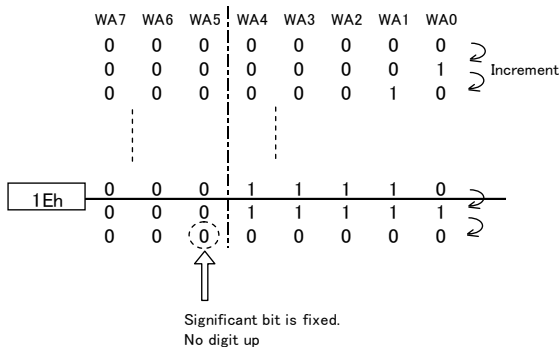 WA7 WA6 WA5 WA4 WA3 WA2 WA1 WA0
0 0 0 0 0 0 0 0
0 0 0 0 0 0 0 1 Increment
0 0 0 0 0 0 1 0
1Eh 0 0 0 1 1 1 1 0
0 0 0 1 1 1 1 1
0 0 0 0 0 0 0 0
Significant bit is fixed.
No digit up